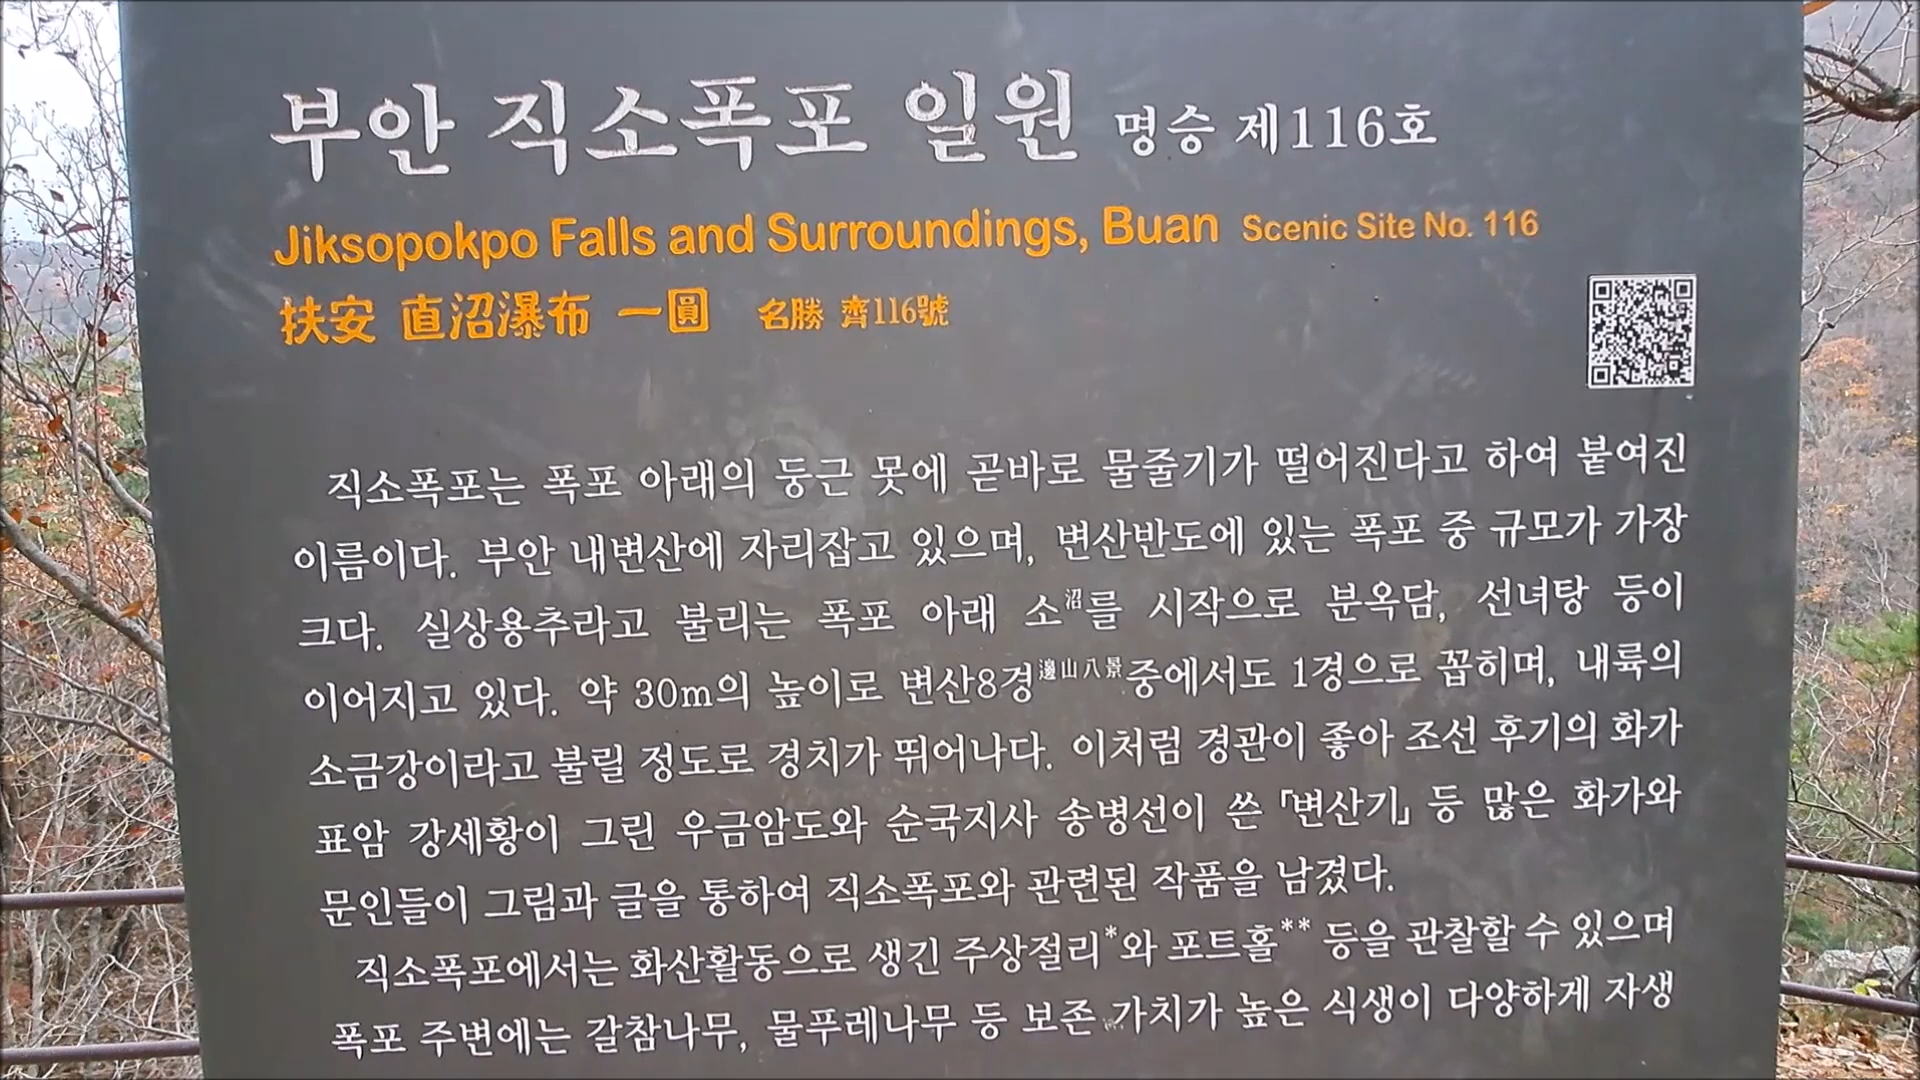 부안 직소폭포 일원 명승 제116호
Jiksopokpo Falls and Surroundings, Buan Scenic Site No. 116
扶安 直沼瀑布 一圓 名勝 齊116號
직소폭포는 폭포 아래의 둥근 못에 곧바로 물줄기가 떨어진다고 하여 붙여진
이름이다. 부안 내변산에 자리잡고 있으며, 변산반도에 있는 폭포 중 규모가 가장
크다. 실상용추라고 불리는 폭포 아래 소沼를 시작으로 분옥담, 선녀탕 등이
이어지고 있다. 약 30m의 높이로 변산8경邊山八景중에서도 1경으로 꼽히며, 내륙의
소금강이라고 불릴 정도로 경치가 뛰어나다. 이처럼 경관이 좋아 조선 후기의 화가
표암 강세황이 그린 우금암도와 순국지사 송병선이 쓴 「변산기」 등 많은 화가와
문인들이 그림과 글을 통하여 직소폭포와 관련된 작품을 남겼다.
직소폭포에서는 화산활동으로 생긴 주상절리*와 포트홀** 등을 관찰할 수 있으며
폭포 주변에는 갈참나무, 물푸레나무 등 보존 가치가 높은 식생이 다양하게 자생